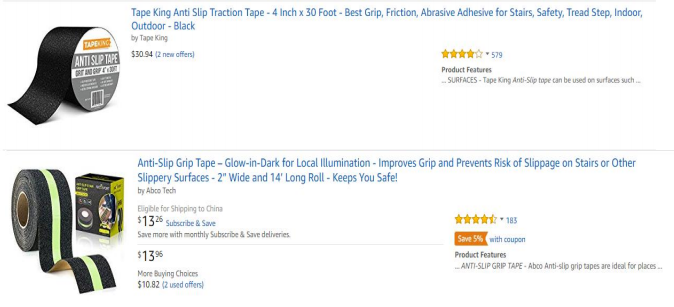 Tape King Anti Slip Traction Tape - 4 Inch x 30 Foot - Best Grip, Friction, Abrasive Adhesive for Stairs, Safety, Tread Step, Indoor,
Outdoor - Black
by Tape King
$30.94 (2 new offers)
579
Product Features
... SURFACES - Tape King Anti-Slip tape can be used on surfaces such ...
TAPE KING
ANTI SLIP TAPE
GRIT AND GRIP 4" x 30FT
Anti-Slip Grip Tape – Glow-in-Dark for Local Illumination - Improves Grip and Prevents Risk of Slippage on Stairs or Other
Slippery Surfaces - 2" Wide and 14' Long Roll - Keeps You Safe!
by Abco Tech
Eligible for Shipping to China
$13 26 Subscribe & Save
Save more with monthly Subscribe & Save deliveries.
$13 96
More Buying Choices
$10.82 (2 used offers)
183
Save 5% with coupon
Product Features
... ANTI-SLIP GRIP TAPE - Abco Anti-slip grip tapes are ideal for places ...